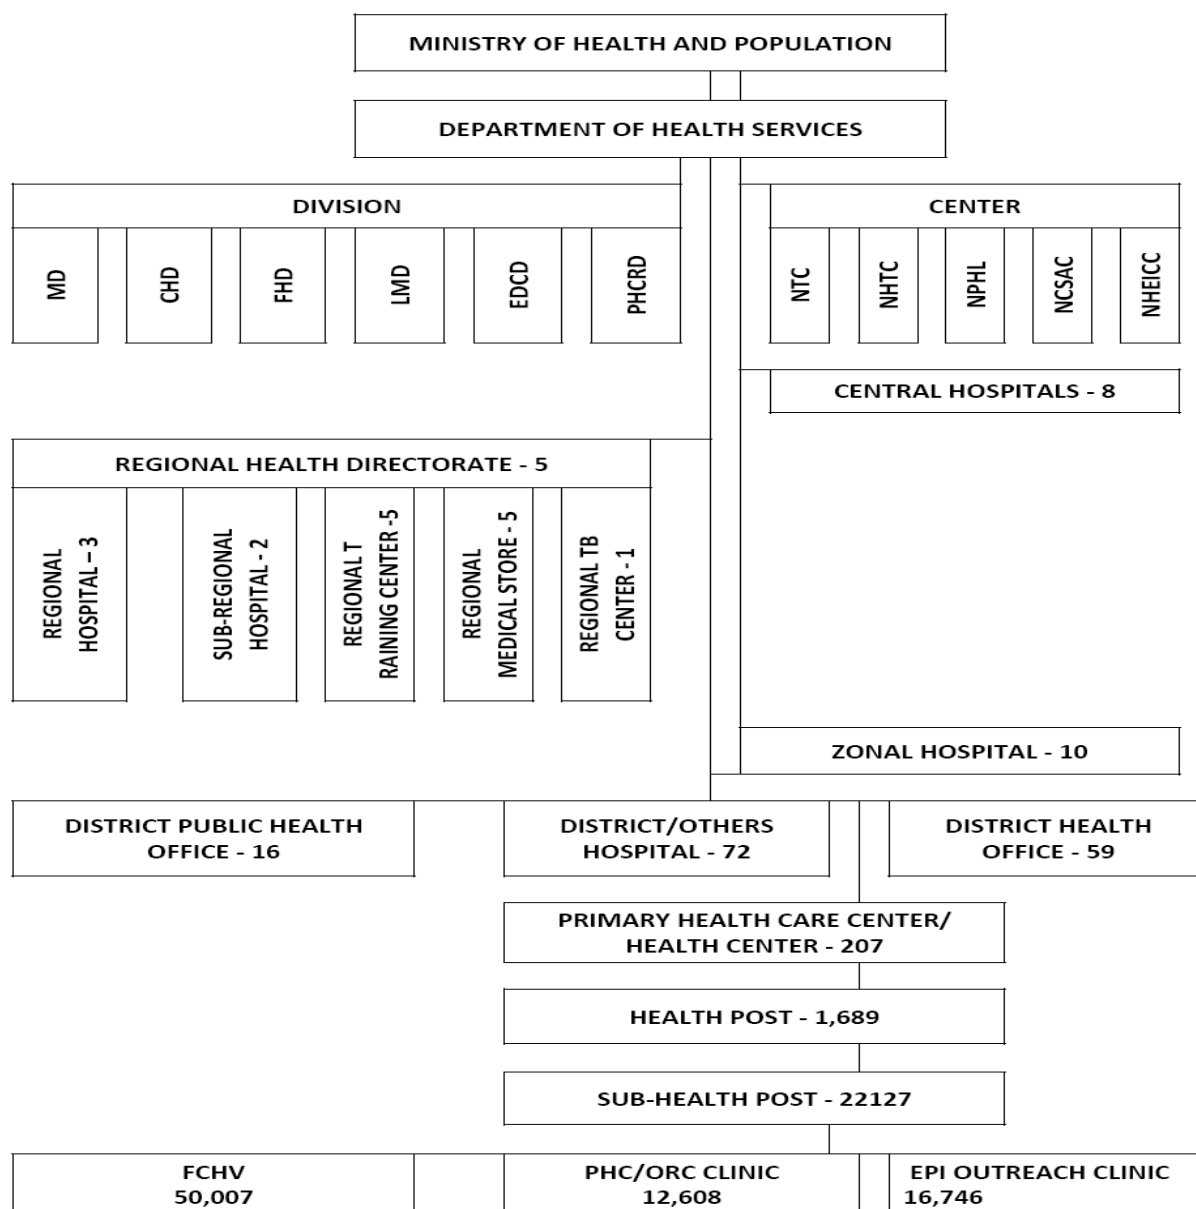 MINISTRY OF HEALTH AND POPULATION
DEPARTMENT OF HEALTH SERVICES
DIVISION
MD
CHD
FHD
LMD
EDCD
PHCRD
CENTER
NTC
NHTC
NPHL
NCSAC
NHEICC
CENTRAL HOSPITALS - 8
REGIONAL HEALTH DIRECTORATE - 5
REGIONAL
HOSPITAL – 3
SUB-REGIONAL
HOSPITAL - 2
REGIONAL T
RAINING CENTER -5
REGIONAL
MEDICAL STORE - 5
REGIONAL TB
CENTER - 1
ZONAL HOSPITAL - 10
DISTRICT PUBLIC HEALTH
OFFICE - 16
DISTRICT/OTHERS
HOSPITAL - 72
DISTRICT HEALTH
OFFICE - 59
PRIMARY HEALTH CARE CENTER/
HEALTH CENTER - 207
HEALTH POST - 1,689
SUB-HEALTH POST - 22127
FCHV
50,007
PHC/ORC CLINIC
12,608
EPI OUTREACH CLINIC
16,746